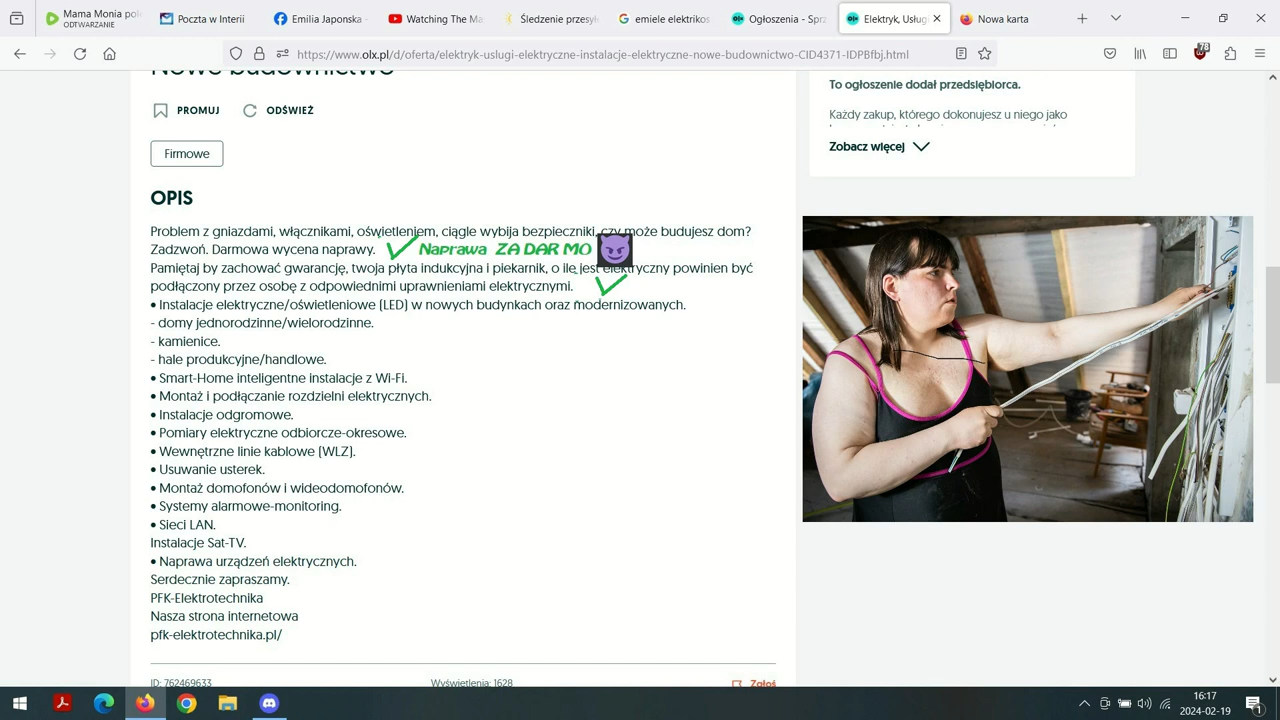 Mama Monia pol
ODTWARZANIE
Poczta w Interii
Emilia Japonska -
Watching The Ma
Śledzenie przesył
emiele elektrikos
Ogłoszenia - Sprz
Elektryk, Usług
Nowa karta
https://www.olx.pl/d/oferta/elektryk-uslugi-elektryczne-instalacje-elektryczne-nowe-budownictwo-CID4371-IDPBfbj.html
78
Nowe budownictwo
PROMUJ
ODŚWIEŻ
Firmowe
OPIS
Problem z gniazdami, włącznikami, oświetleniem, ciągle wybija bezpieczniki, czy może budujesz dom?
Zadzwoń. Darmowa wycena naprawy.
Naprawa ZA DAR MO
Pamiętaj by zachować gwarancję, twoja płyta indukcyjna i piekarnik, o ile jest elektryczny powinien być
podłączony przez osobę z odpowiednimi uprawnieniami elektrycznymi.
• Instalacje elektryczne/oświetleniowe (LED) w nowych budynkach oraz modernizowanych.
- domy jednorodzinne/wielorodzinne.
- kamienice.
- hale produkcyjne/handlowe.
• Smart-Home inteligentne instalacje z Wi-Fi.
• Montaż i podłączanie rozdzielni elektrycznych.
• Instalacje odgromowe.
• Pomiary elektryczne odbiorcze-okresowe.
• Wewnętrzne linie kablowe (WLZ).
• Usuwanie usterek.
• Montaż domofonów i wideodomofonów.
• Systemy alarmowe-monitoring.
• Sieci LAN.
Instalacje Sat-TV.
• Naprawa urządzeń elektrycznych.
Serdecznie zapraszamy.
PFK-Elektrotechnika
Nasza strona internetowa
pfk-elektrotechnika.pl/
ID: 762469633
Wyświetlenia: 1628
Zgłoś
To ogłoszenie dodał przedsiębiorca.
Każdy zakup, którego dokonujesz u niego jako
Zobacz więcej
16:17
2024-02-19
1